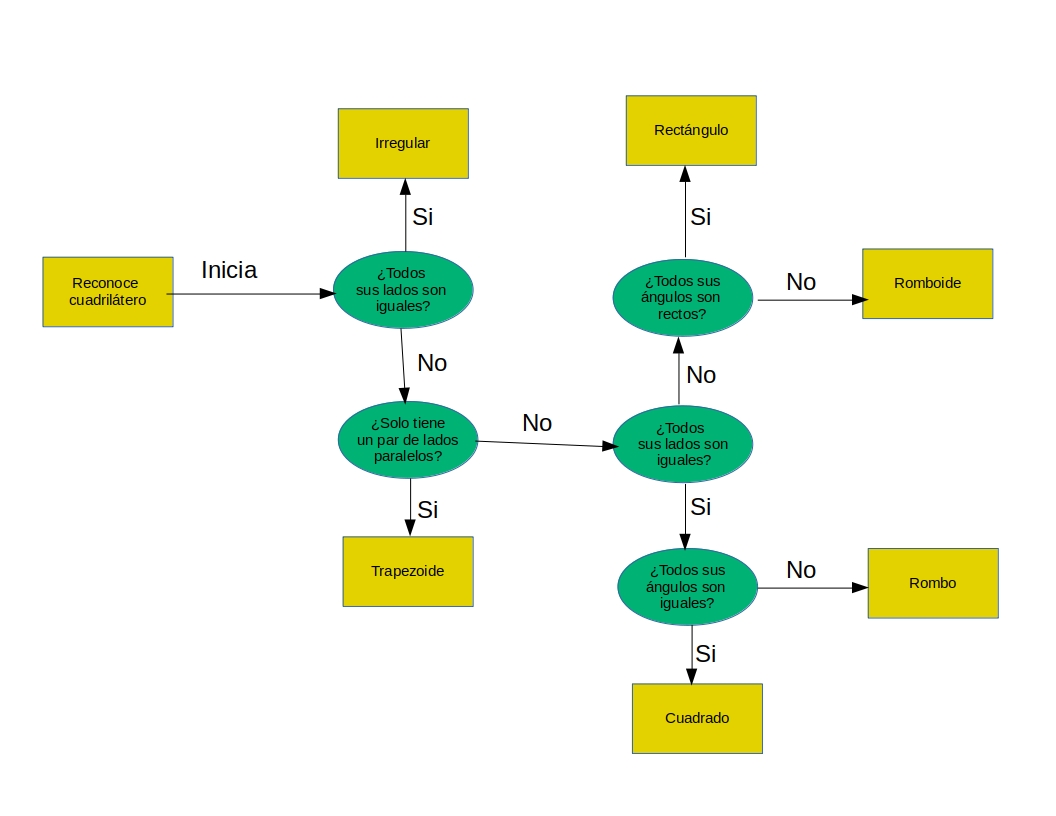 Irregular
Rectángulo
Si
Si
Reconoce
cuadrilátero
Inicia
¿Todos
sus lados son
iguales?
¿Todos sus
ángulos son
rectos?
No
Romboide
No
No
¿Solo tiene
un par de lados
paralelos?
No
¿Todos
sus lados son
iguales?
Si
Si
Trapezoide
¿Todos sus
ángulos son
iguales?
No
Rombo
Si
Cuadrado